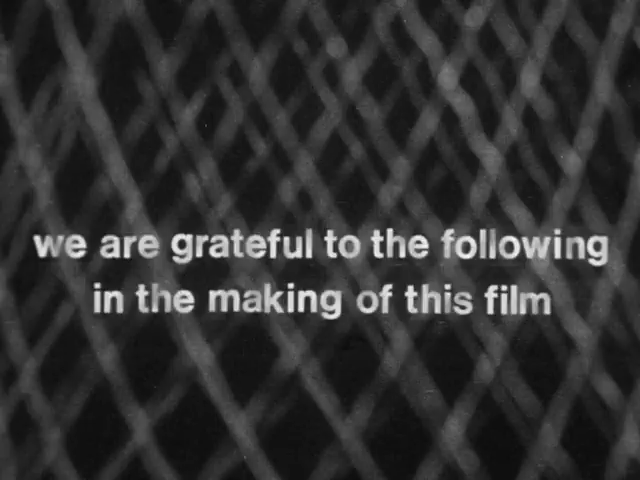 we are grateful to the following
in the making of this film